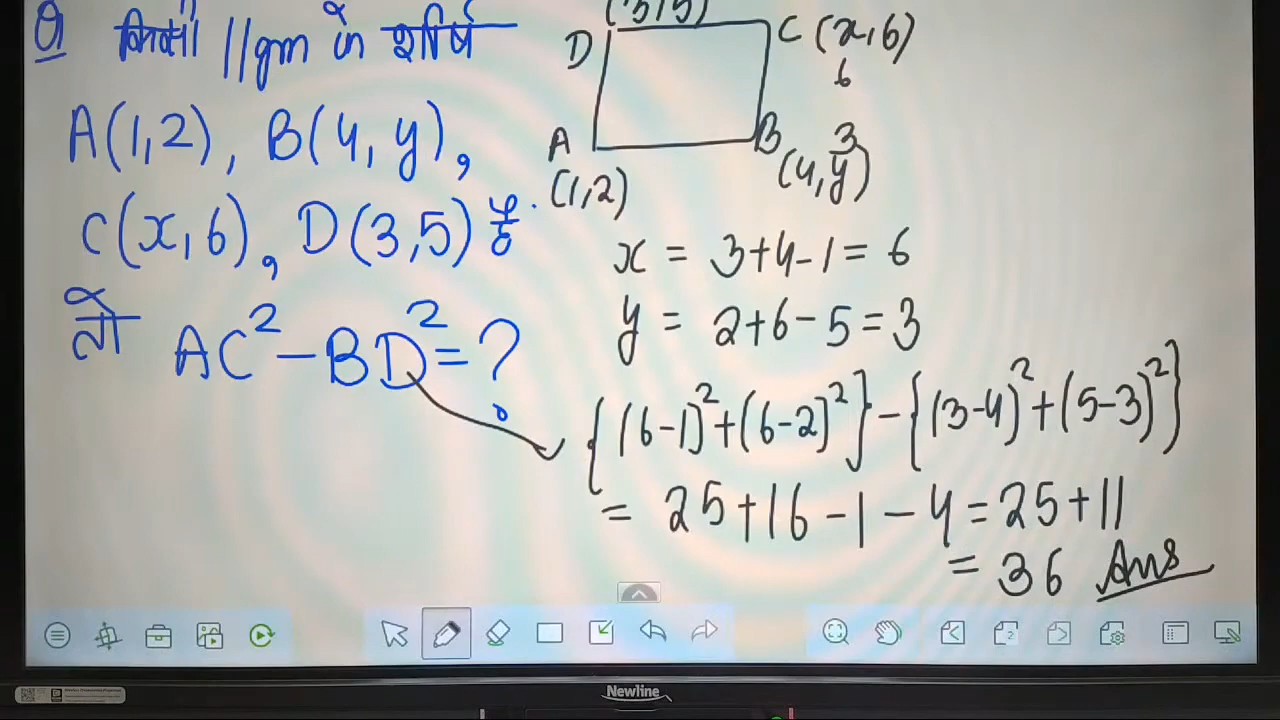 Q किसी //gm के शीर्ष
A(1,2), B(4, y),
C(x,6), D(3,5) है
तो AC² - BD² = ?
(3,5)
D
C (x,6)
6
A
B
3
(1,2)
(4, y)
x = 3+4-1 = 6
y = 2+6-5 = 3
{(6-1)²+(6-2)²} - {(3-4)²+(5-3)²}
= 25+16-1-4 = 25+11
= 36 Ans
2
Newline